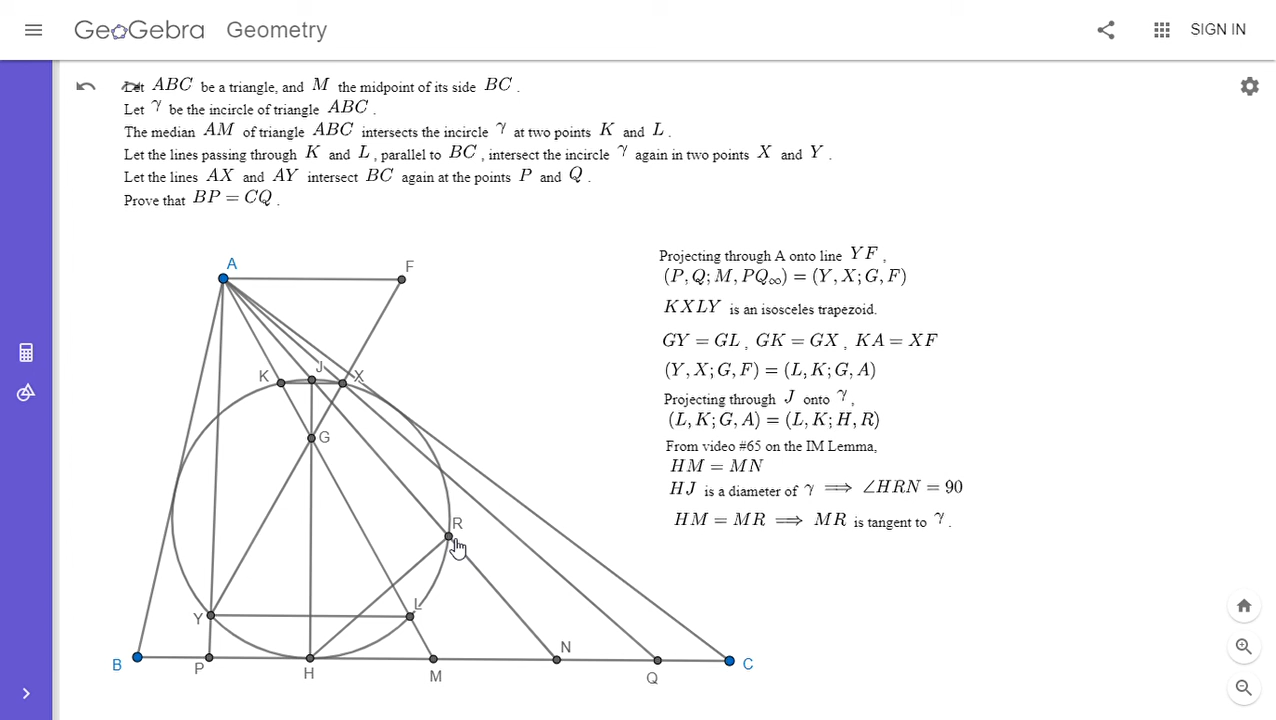 GeoGebra Geometry SIGN IN
Let ABC be a triangle, and M the midpoint of its side BC .
Let γ be the incircle of triangle ABC .
The median AM of triangle ABC intersects the incircle γ at two points K and L .
Let the lines passing through K and L , parallel to BC , intersect the incircle γ again in two points X and Y .
Let the lines AX and AY intersect BC again at the points P and Q .
Prove that BP = CQ .
Projecting through A onto line YF ,
(P, Q; M, PQ∞) = (Y, X; G, F)
KXLY is an isosceles trapezoid.
GY = GL , GK = GX , KA = XF
(Y, X; G, F) = (L, K; G, A)
Projecting through J onto γ ,
(L, K; G, A) = (L, K; H, R)
From video #65 on the IM Lemma,
HM = MN
HJ is a diameter of γ ⟹ ∠HRN = 90
HM = MR ⟹ MR is tangent to γ .
A
F
K
J
X
G
R
Y
L
B
P
H
M
N
Q
C